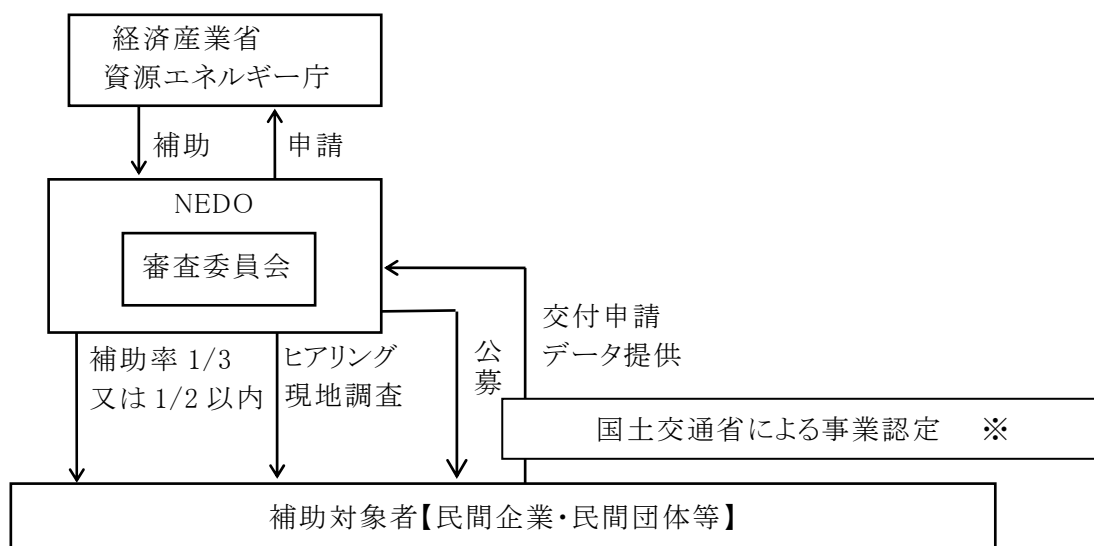 経済産業省
資源エネルギー庁
補助
申請
NEDO
審査委員会
交付申請
データ提供
補助率 1/3
又は 1/2 以内
ヒアリング
現地調査
公募
国土交通省による事業認定　※
補助対象者【民間企業・民間団体等】